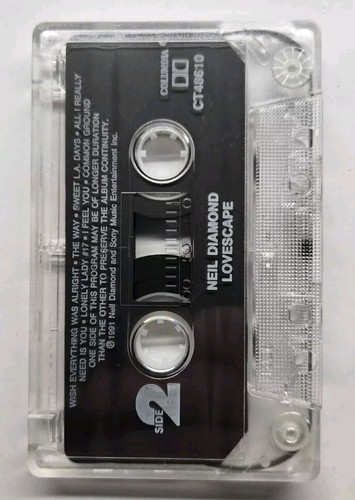 WISH EVERYTHING WAS ALRIGHT • THE WAY • SWEET L.A. DAYS • ALL I REALLY
NEED IS YOU • LONELY LADY #17 • I FEEL YOU • COMMON GROUND
ONE SIDE OF THIS PROGRAM MAY BE OF LONGER DURATION
THAN THE OTHER TO PRESERVE THE ALBUM CONTINUITY.
℗ 1991 Neil Diamond and Sony Music Entertainment Inc.
SIDE 2
COLUMBIA
CT48610
NEIL DIAMOND
LOVESCAPE